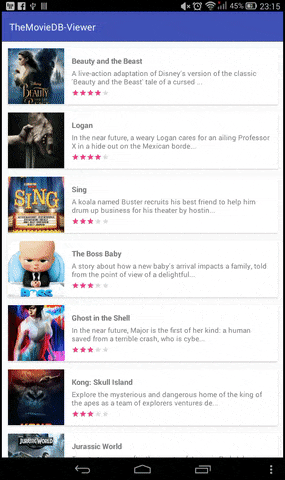 45% 23:15
TheMovieDB-Viewer
Beauty and the Beast
A live-action adaptation of Disney's version of the classic
'Beauty and the Beast' tale of a cursed ...
DISNEY
BEAUTY
Logan
In the near future, a weary Logan cares for an ailing Professor
X in a hide out on the Mexican borde...
Sing
A koala named Buster recruits his best friend to help him
drum up business for his theater by hostin...
SING
The Boss Baby
A story about how a new baby's arrival impacts a family, told
from the point of view of a delightful...
BOSS
Ghost in the Shell
In the near future, Major is the first of her kind: a human
saved from a terrible crash, who is cybe...
Kong: Skull Island
Explore the mysterious and dangerous home of the king of
the apes as a team of explorers ventures de...
KONG
Jurassic World
JURASSIC WORLD